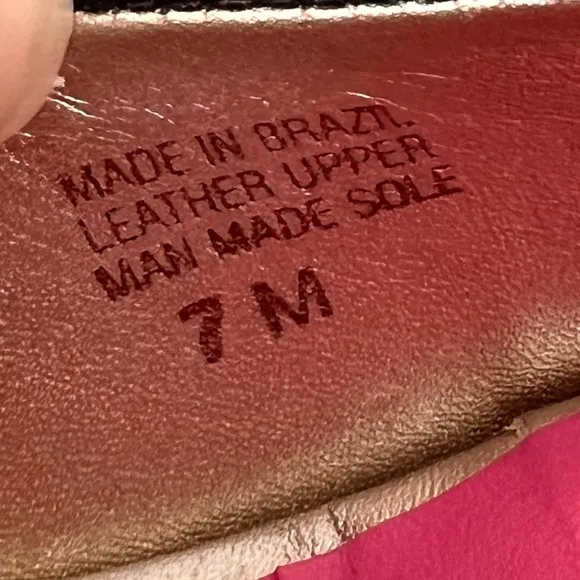 MADE IN BRAZIL
LEATHER UPPER
MAN MADE SOLE
7 M